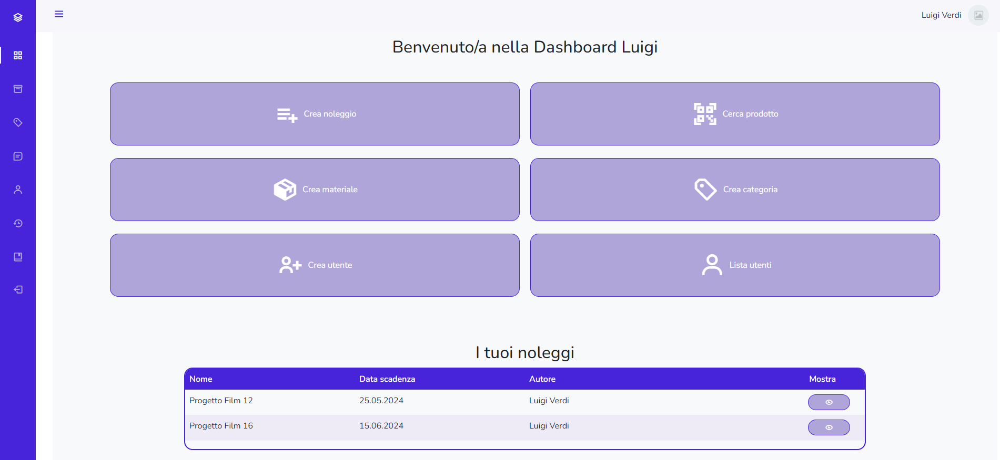 Luigi Verdi
Benvenuto/a nella Dashboard Luigi
Crea noleggio
Cerca prodotto
Crea materiale
Crea categoria
Crea utente
Lista utenti
I tuoi noleggi
Nome Data scadenza Autore Mostra
Progetto Film 12 25.05.2024 Luigi Verdi
Progetto Film 16 15.06.2024 Luigi Verdi